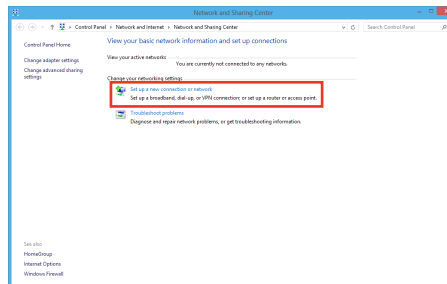 Network and Sharing Center
Control Panel ▸ Network and Internet ▸ Network and Sharing Center
Search Control Panel
Control Panel Home
Change adapter settings
Change advanced sharing
settings
View your basic network information and set up connections
View your active networks
You are currently not connected to any networks.
Change your networking settings
Set up a new connection or network
Set up a broadband, dial-up, or VPN connection; or set up a router or access point.
Troubleshoot problems
Diagnose and repair network problems, or get troubleshooting information.
See also
HomeGroup
Internet Options
Windows Firewall